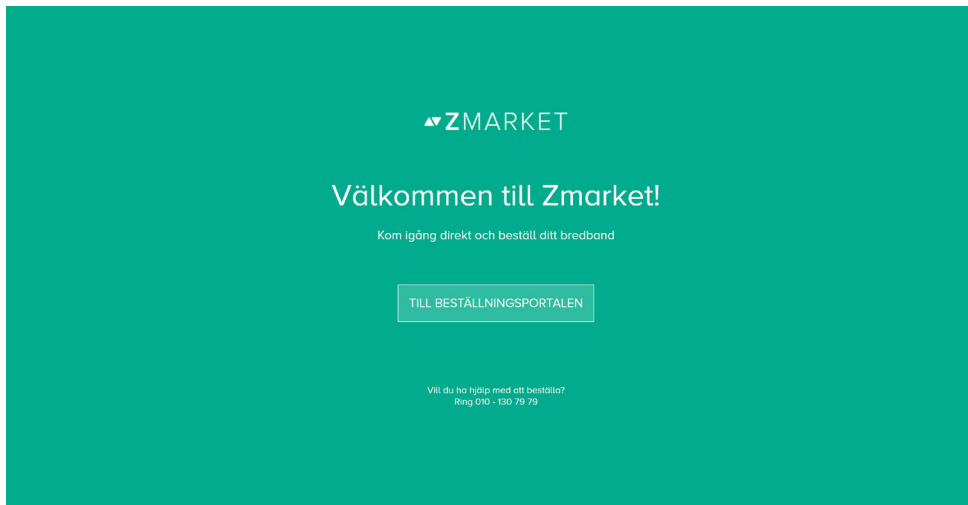 ZMARKET
Välkommen till Zmarket!
Kom igång direkt och beställ ditt bredband
TILL BESTÄLLNINGSPORTALEN
Vill du ha hjälp med att beställa?
Ring 010 - 130 79 79